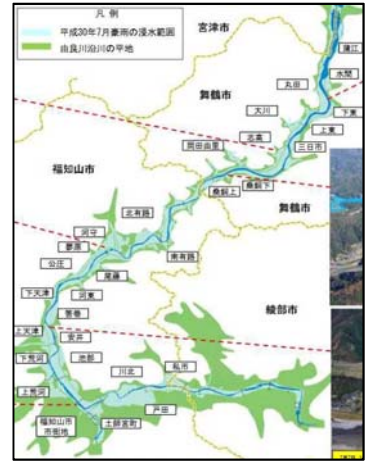 凡 例
平成30年7月豪雨の浸水範囲
由良川沿川の平地
宮津市
蒲江
水間
丸田
舞鶴市
大川
下東
志高
上東
岡田由里
三日市
福知山市
桑飼上
桑飼下
北有路
舞鶴市
河守
蓼原
南有路
公庄
尾藤
綾部市
下天津
河東
筈巻
上天津
安井
下荒河
池部
私市
川北
上荒河
戸田
福知山市
市街地
土師宮町